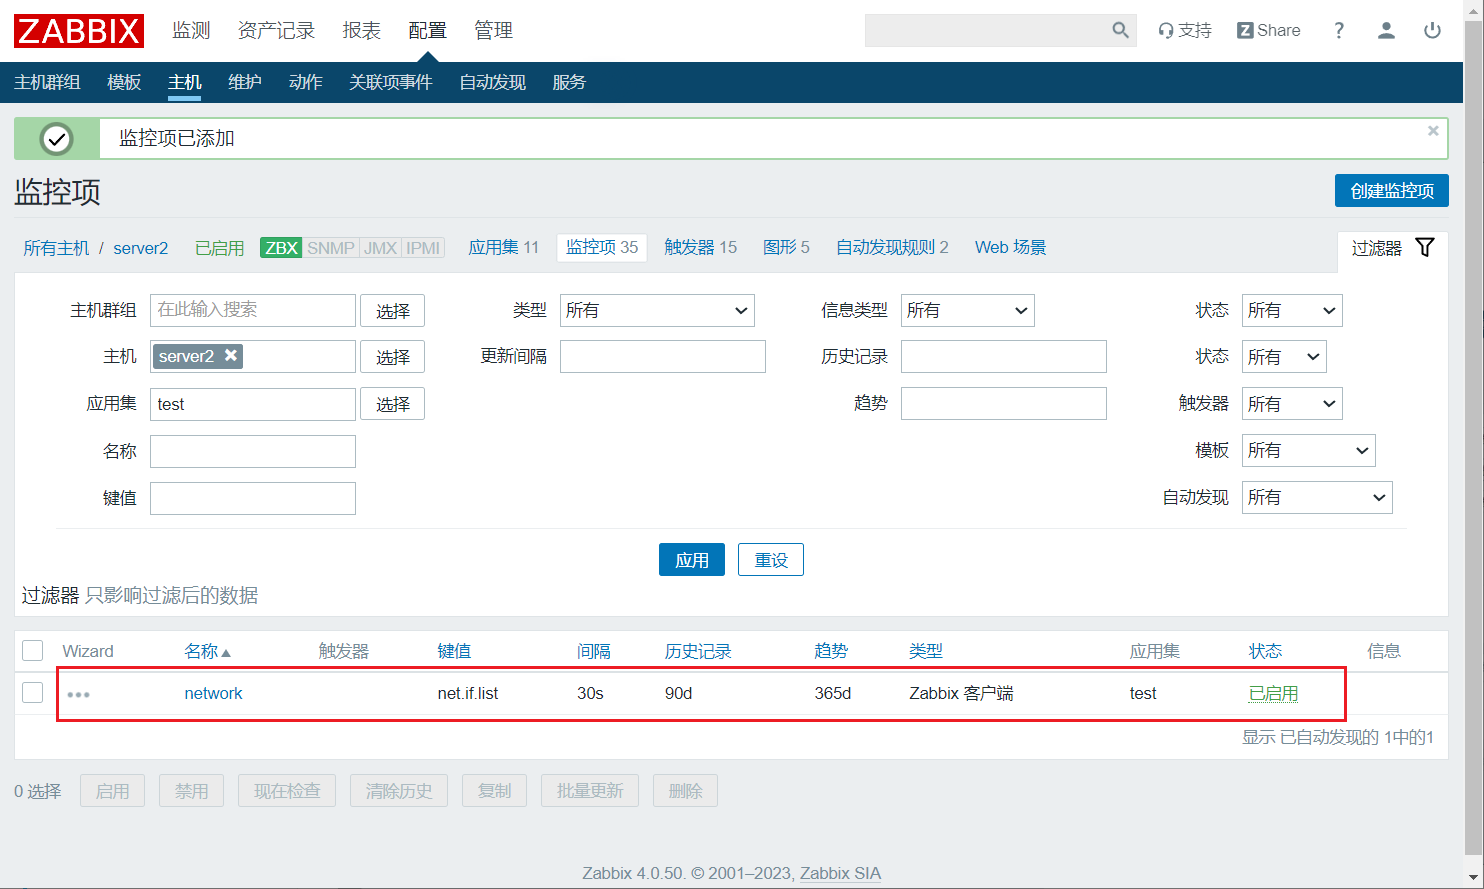 ZABBIX 监测 资产记录 报表 配置 管理 支持 Z Share ?
主机群组 模板 主机 维护 动作 关联项事件 自动发现 服务
监控项已添加
监控项 创建监控项
所有主机 / server2 已启用 ZBX SNMP JMX IPMI 应用集 11 监控项 35 触发器 15 图形 5 自动发现规则 2 Web 场景 过滤器
主机群组 在此输入搜索 选择 类型 所有 信息类型 所有 状态 所有
主机 server2 选择 更新间隔 历史记录 状态 所有
应用集 test 选择 趋势 触发器 所有
名称 模板 所有
键值 自动发现 所有
应用 重设
过滤器 只影响过滤后的数据
Wizard 名称 触发器 键值 间隔 历史记录 趋势 类型 应用集 状态 信息
network net.if.list 30s 90d 365d Zabbix 客户端 test 已启用
显示 已自动发现的 1中的1
0 选择 启用 禁用 现在检查 清除历史 复制 批量更新 删除
Zabbix 4.0.50. © 2001–2023, Zabbix SIA